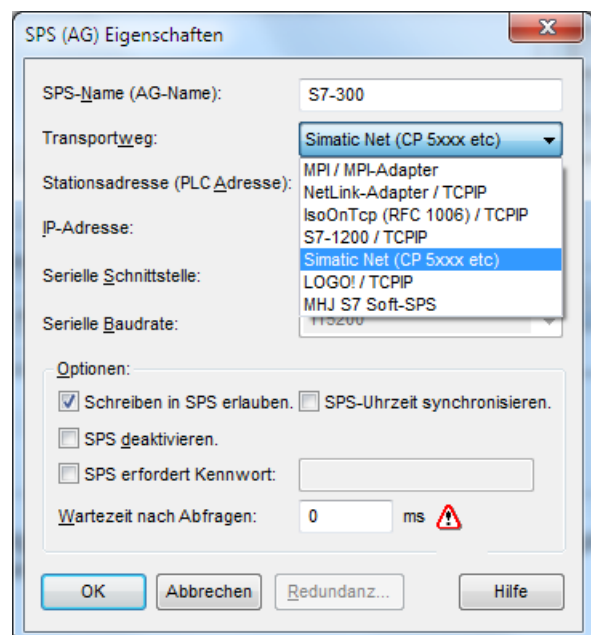 SPS (AG) Eigenschaften
SPS-Name (AG-Name): S7-300
Transportweg: Simatic Net (CP 5xxx etc)
MPI / MPI-Adapter
Stationsadresse (PLC Adresse): NetLink-Adapter / TCPIP
IsoOnTcp (RFC 1006) / TCPIP
IP-Adresse: S7-1200 / TCPIP
Simatic Net (CP 5xxx etc)
Serielle Schnittstelle: LOGO! / TCPIP
MHJ S7 Soft-SPS
Serielle Baudrate: 115200
Optionen:
Schreiben in SPS erlauben. SPS-Uhrzeit synchronisieren.
SPS deaktivieren.
SPS erfordert Kennwort:
Wartezeit nach Abfragen: 0 ms
OK Abbrechen Redundanz... Hilfe